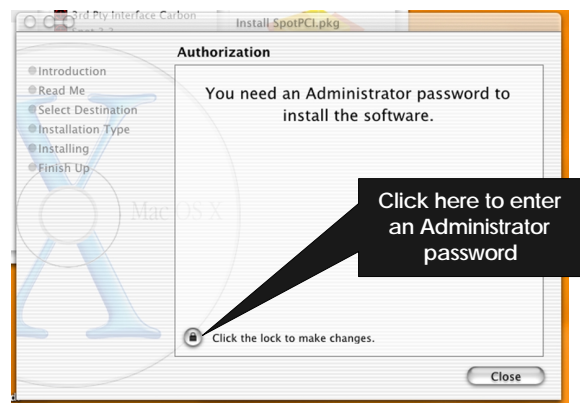 3rd Pty Interface Carbon
Install SpotPCI.pkg
Authorization
Introduction
Read Me
Select Destination
Installation Type
Installing
Finish Up
You need an Administrator password to
install the software.
Mac OS X
Click here to enter
an Administrator
password
Click the lock to make changes.
Close